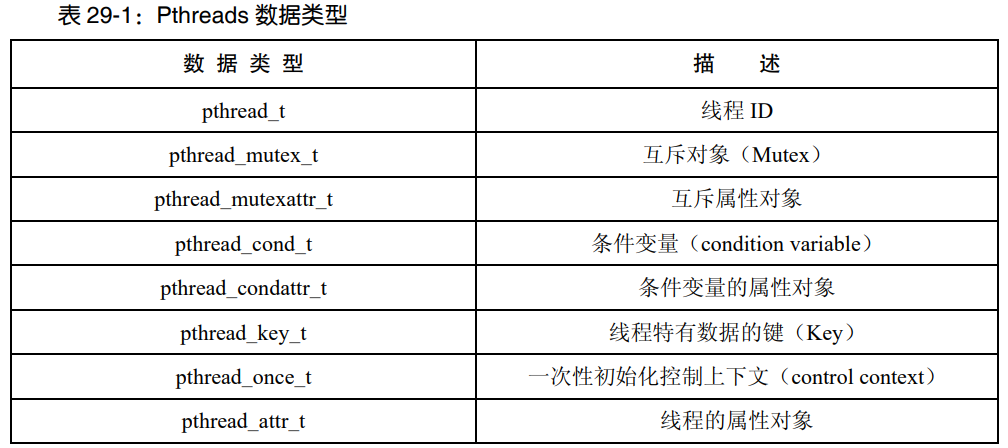 表 29-1：Pthreads 数据类型
数 据 类 型 描 述
pthread_t 线程 ID
pthread_mutex_t 互斥对象（Mutex）
pthread_mutexattr_t 互斥属性对象
pthread_cond_t 条件变量（condition variable）
pthread_condattr_t 条件变量的属性对象
pthread_key_t 线程特有数据的键（Key）
pthread_once_t 一次性初始化控制上下文（control context）
pthread_attr_t 线程的属性对象